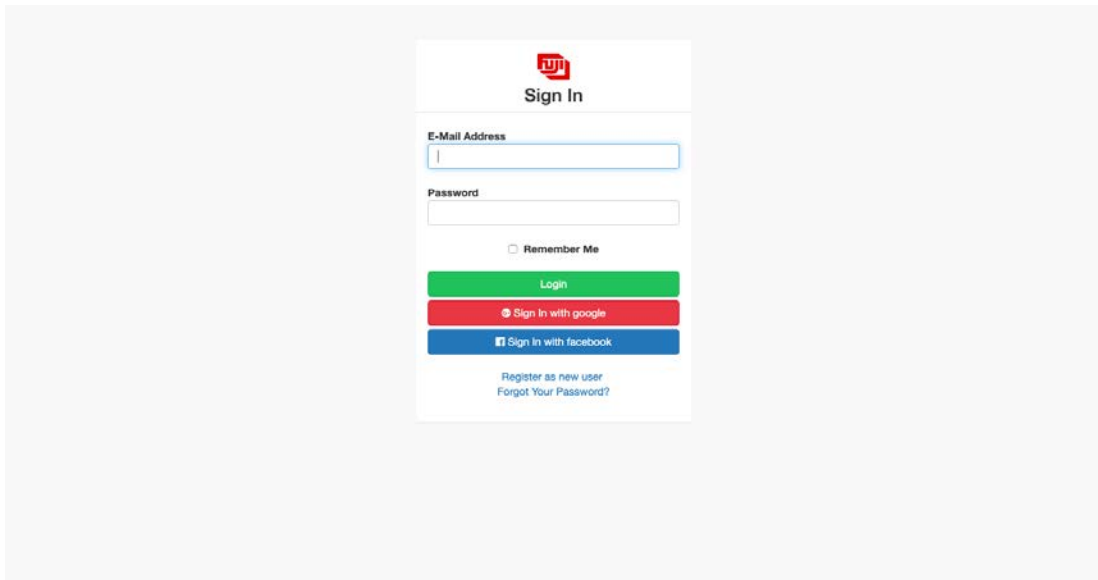 FUJI
Sign In
E-Mail Address
Password
Remember Me
Login
Sign In with google
Sign In with facebook
Register as new user
Forgot Your Password?